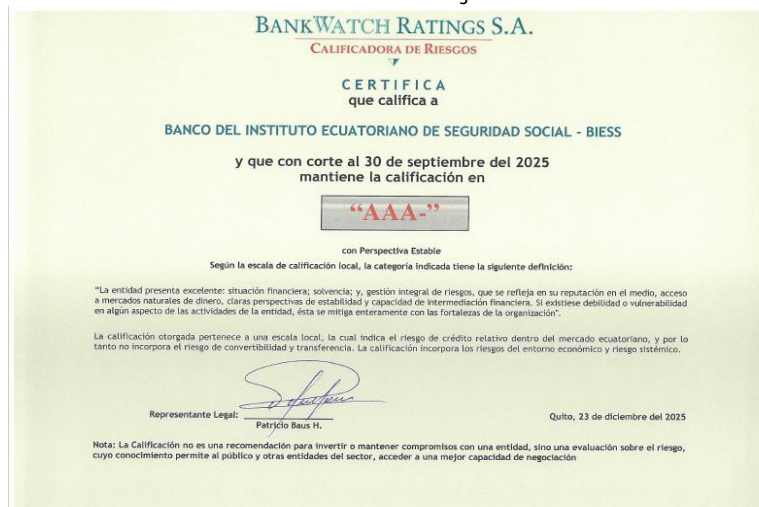 BANKWATCH RATINGS S.A.
CALIFICADORA DE RIESGOS
CERTIFICA
que califica a
BANCO DEL INSTITUTO ECUATORIANO DE SEGURIDAD SOCIAL - BIESS
y que con corte al 30 de septiembre del 2025
mantiene la calificación en
“AAA-”
con Perspectiva Estable
Según la escala de calificación local, la categoría indicada tiene la siguiente definición:
"La entidad presenta excelente: situación financiera; solvencia; y, gestión integral de riesgos, que se refleja en su reputación en el medio, acceso
a mercados naturales de dinero, claras perspectivas de estabilidad y capacidad de intermediación financiera. Si existiese debilidad o vulnerabilidad
en algún aspecto de las actividades de la entidad, ésta se mitiga enteramente con las fortalezas de la organización".
La calificación otorgada pertenece a una escala local, la cual indica el riesgo de crédito relativo dentro del mercado ecuatoriano, y por lo
tanto no incorpora el riesgo de convertibilidad y transferencia. La calificación incorpora los riesgos del entorno económico y riesgo sistémico.
Representante Legal:
Patricio Baus H.
Quito, 23 de diciembre del 2025
Nota: La Calificación no es una recomendación para invertir o mantener compromisos con una entidad, sino una evaluación sobre el riesgo,
cuyo conocimiento permite al público y otras entidades del sector, acceder a una mejor capacidad de negociación